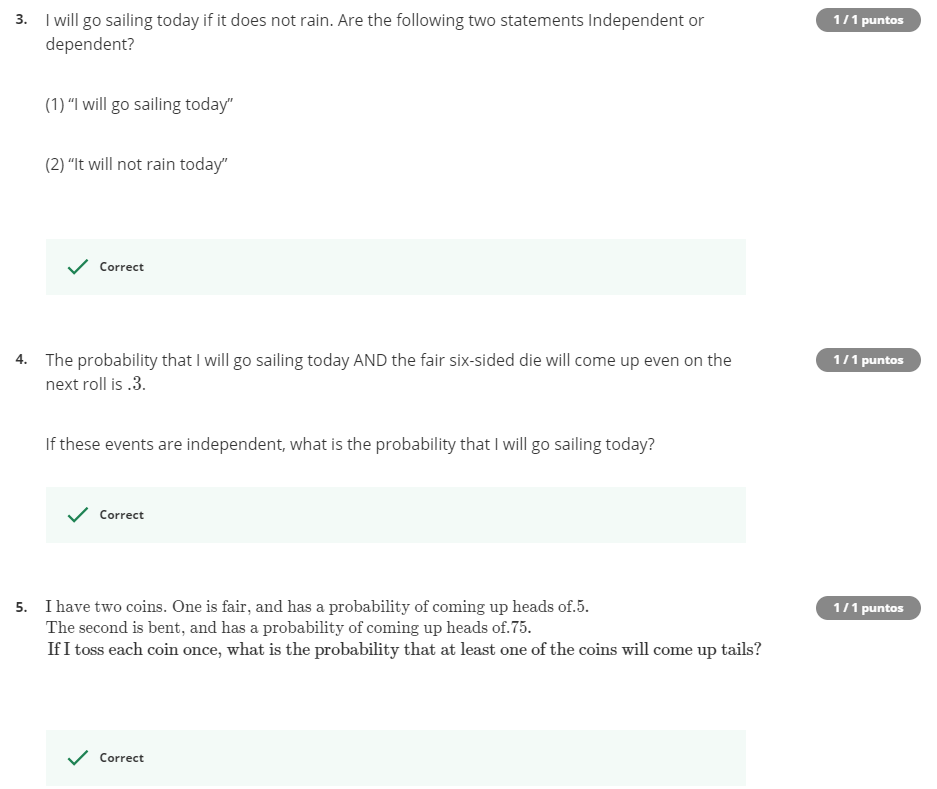 3. I will go sailing today if it does not rain. Are the following two statements Independent or
1 / 1 puntos
dependent?
(1) “I will go sailing today”
(2) “It will not rain today”
Correct
4. The probability that I will go sailing today AND the fair six-sided die will come up even on the
1 / 1 puntos
next roll is .3.
If these events are independent, what is the probability that I will go sailing today?
Correct
5. I have two coins. One is fair, and has a probability of coming up heads of.5.
1 / 1 puntos
The second is bent, and has a probability of coming up heads of.75.
If I toss each coin once, what is the probability that at least one of the coins will come up tails?
Correct